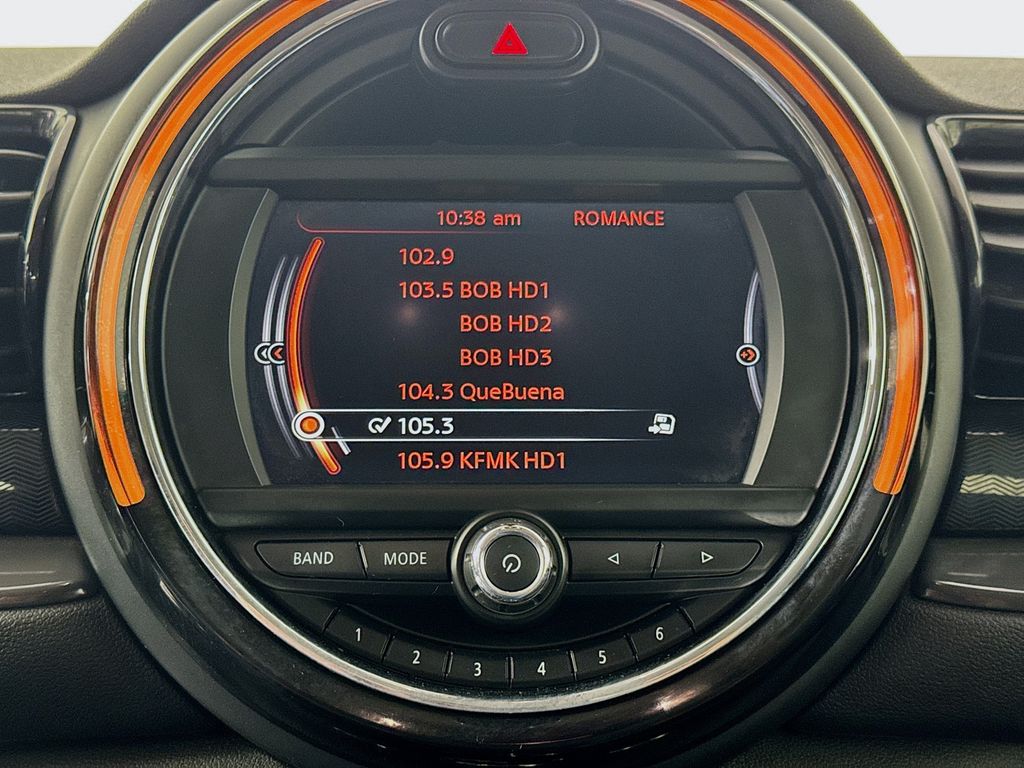 10:38 am ROMANCE
102.9
103.5 BOB HD1
BOB HD2
BOB HD3
104.3 QueBuena
105.3
105.9 KFMK HD1
BAND MODE
1 2 3 4 5 6